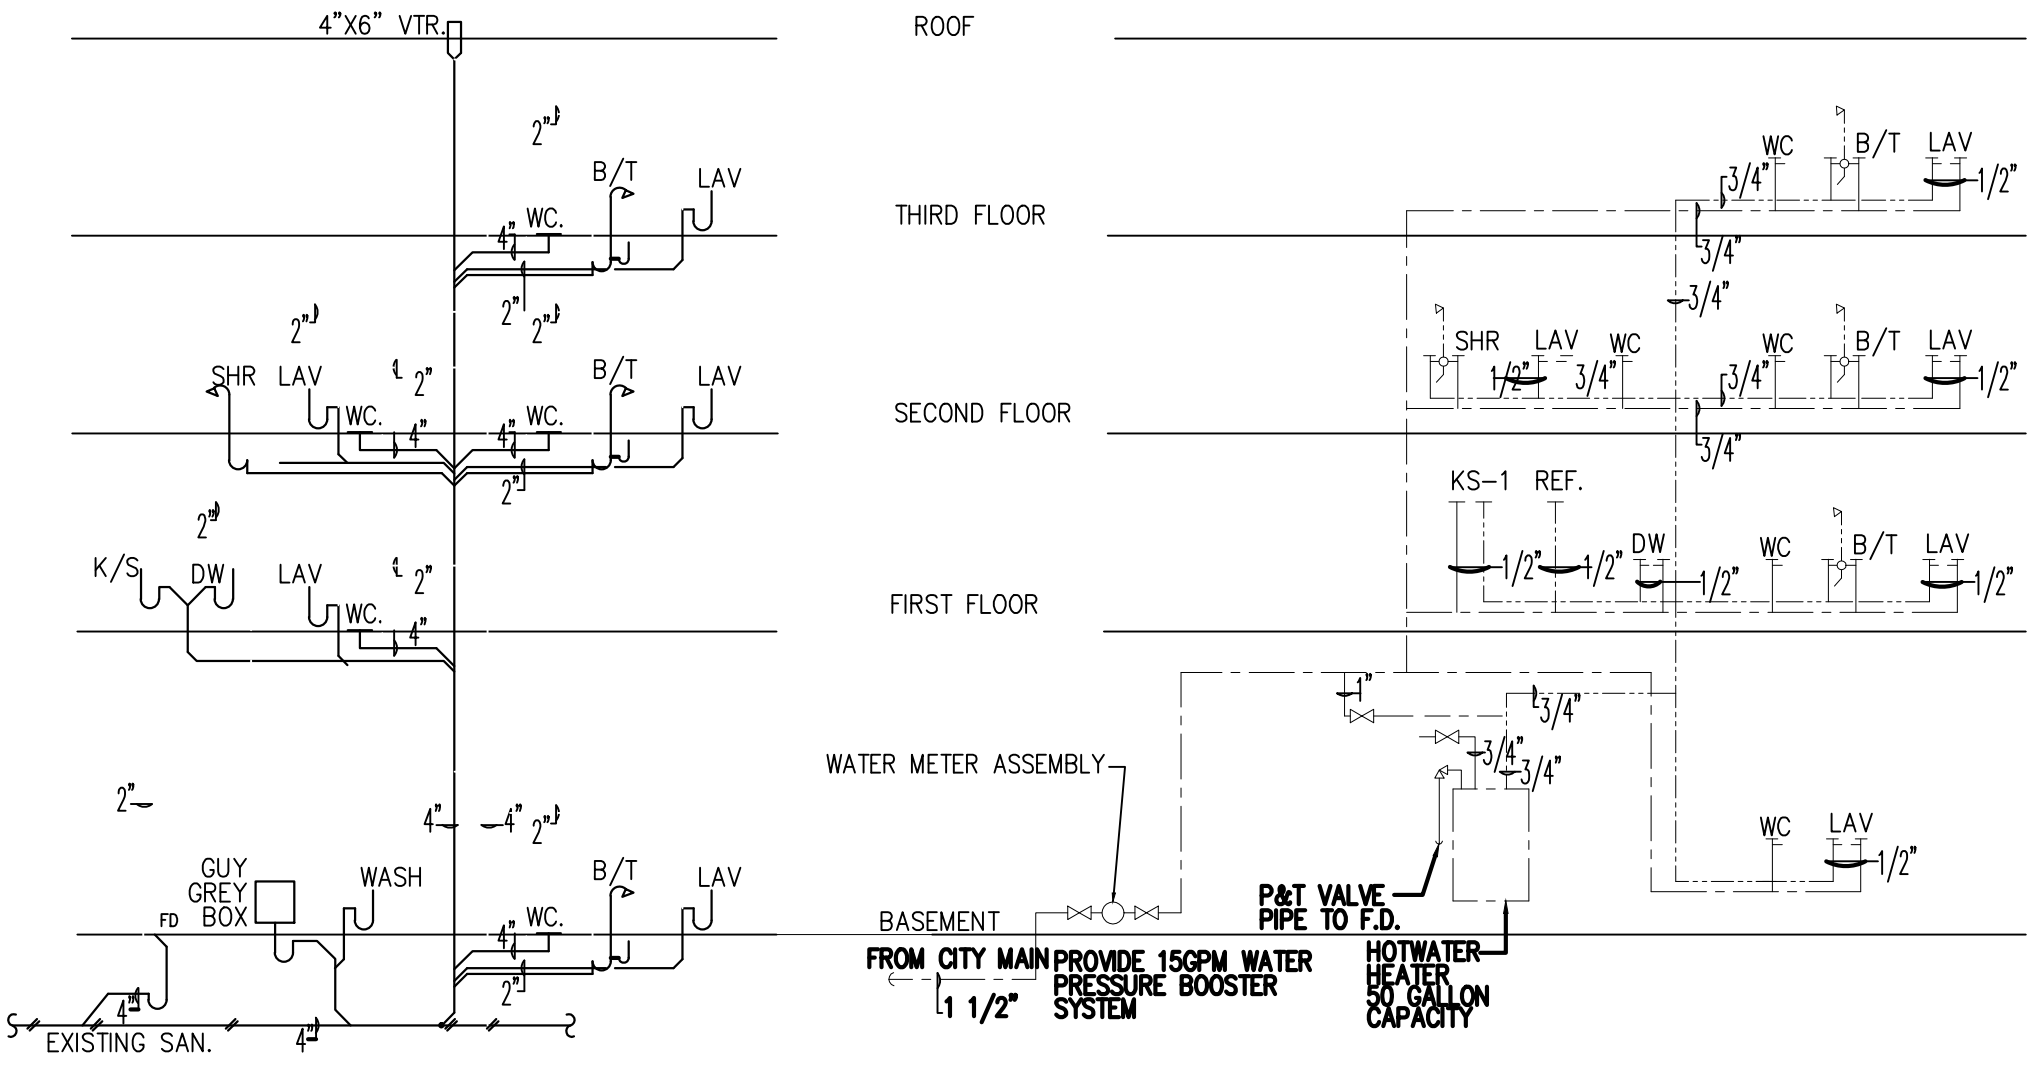 4"X6" VTR.
ROOF
2"
B/T
LAV
WC
B/T
LAV
3/4"
1/2"
WC.
4"
THIRD FLOOR
3/4"
2"
2"
2"
3/4"
SHR
LAV
2"
B/T
LAV
SHR
LAV
WC
WC
B/T
LAV
1/2"
3/4"
3/4"
1/2"
WC.
4"
4"
WC.
SECOND FLOOR
3/4"
2"
KS-1
REF.
2"
K/S
DW
LAV
2"
DW
WC
B/T
LAV
1/2"
1/2"
1/2"
1/2"
WC.
4"
FIRST FLOOR
1"
3/4"
WATER METER ASSEMBLY
3/4"
3/4"
2"
4"
4"
2"
WC
LAV
1/2"
GUY
GREY
BOX
WASH
B/T
LAV
FD
WC.
4"
BASEMENT
P&T VALVE
PIPE TO F.D.
2"
FROM CITY MAIN
1 1/2"
PROVIDE 15GPM WATER
PRESSURE BOOSTER
SYSTEM
HOTWATER
HEATER
50 GALLON
CAPACITY
4"
EXISTING SAN.
4"